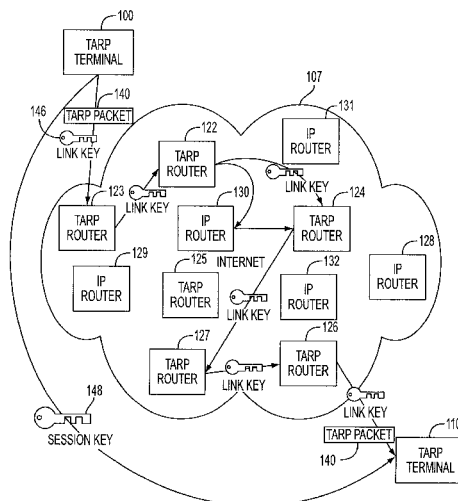 100
TARP
TERMINAL
140
TARP PACKET
146
LINK KEY
107
131
IP
ROUTER
122
TARP
ROUTER
LINK KEY
123
TARP
ROUTER
LINK KEY
130
IP
ROUTER
124
TARP
ROUTER
129
IP
ROUTER
125
TARP
ROUTER
INTERNET
132
IP
ROUTER
128
IP
ROUTER
LINK KEY
127
TARP
ROUTER
LINK KEY
126
TARP
ROUTER
LINK KEY
148
SESSION KEY
TARP PACKET
140
110
TARP
TERMINAL